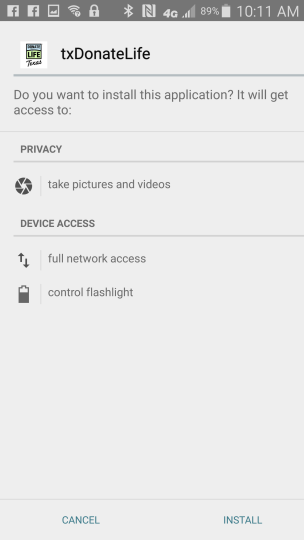 4G 89% 10:11 AM
DONATE
LIFE
Texas
txDonateLife
Do you want to install this application? It will get
access to:
PRIVACY
take pictures and videos
DEVICE ACCESS
full network access
control flashlight
CANCEL INSTALL